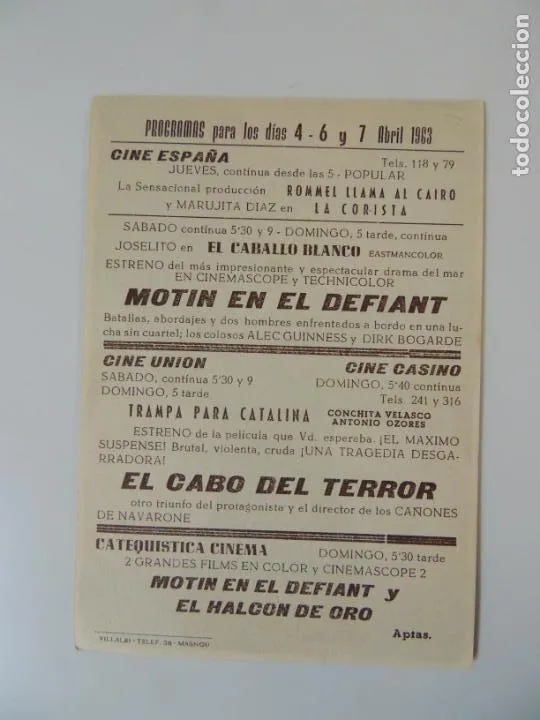 PROGRAMAS para los días 4 - 6 y 7 Abril 1963
CINE ESPAÑA
Tels. 118 y 79
JUEVES, contínua desde las 5 - POPULAR
La Sensacional producción ROMMEL LLAMA AL CAIRO
y MARUJITA DIAZ en LA CORISTA
SABADO contínua 5'30 y 9 - DOMINGO, 5 tarde, contínua
JOSELITO en EL CABALLO BLANCO EASTMANCOLOR
ESTRENO del más impresionante y espectacular drama del mar
EN CINEMASCOPE y TECHNICOLOR
MOTIN EN EL DEFIANT
Batallas, abordajes y dos hombres enfrentados a bordo en una lu-
cha sin cuartel; los colosos ALEC GUINNESS y DIRK BOGARDE
CINE UNION
SABADO, contínua 5'30 y 9
DOMINGO, 5 tarde
CINE CASINO
DOMINGO, 5'40 contínua
Tels. 241 y 316
TRAMPA PARA CATALINA
CONCHITA VELASCO
ANTONIO OZORES
ESTRENO de la película que Vd. esperaba. ¡EL MAXIMO
SUSPENSE! Brutal, violenta, cruda ¡UNA TRAGEDIA DESGA-
RRADORA!
EL CABO DEL TERROR
otro triunfo del protagonista y el director de los CAÑONES
DE NAVARONE
CATEQUISTICA CINEMA
DOMINGO, 5'30 tarde
2 GRANDES FILMS EN COLOR y CINEMASCOPE 2
MOTIN EN EL DEFIANT y
EL HALCON DE ORO
Aptas.
VILLALBI - TELEF. 38 -
todocoleccion